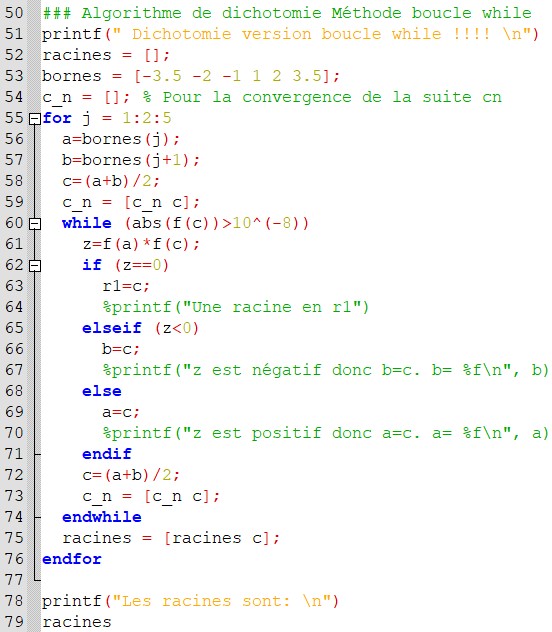 50 ### Algorithme de dichotomie Méthode boucle while
51 printf(" Dichotomie version boucle while !!!! \n")
52 racines = [];
53 bornes = [-3.5 -2 -1 1 2 3.5];
54 c_n = []; % Pour la convergence de la suite cn
55 for j = 1:2:5
56   a=bornes(j);
57   b=bornes(j+1);
58   c=(a+b)/2;
59   c_n = [c_n c];
60   while (abs(f(c))>10^(-8))
61     z=f(a)*f(c);
62     if (z==0)
63       r1=c;
64       %printf("Une racine en r1")
65     elseif (z<0)
66       b=c;
67       %printf("z est négatif donc b=c. b= %f\n", b)
68     else
69       a=c;
70       %printf("z est positif donc a=c. a= %f\n", a)
71     endif
72     c=(a+b)/2;
73     c_n = [c_n c];
74   endwhile
75   racines = [racines c];
76 endfor
77
78 printf("Les racines sont: \n")
79 racines